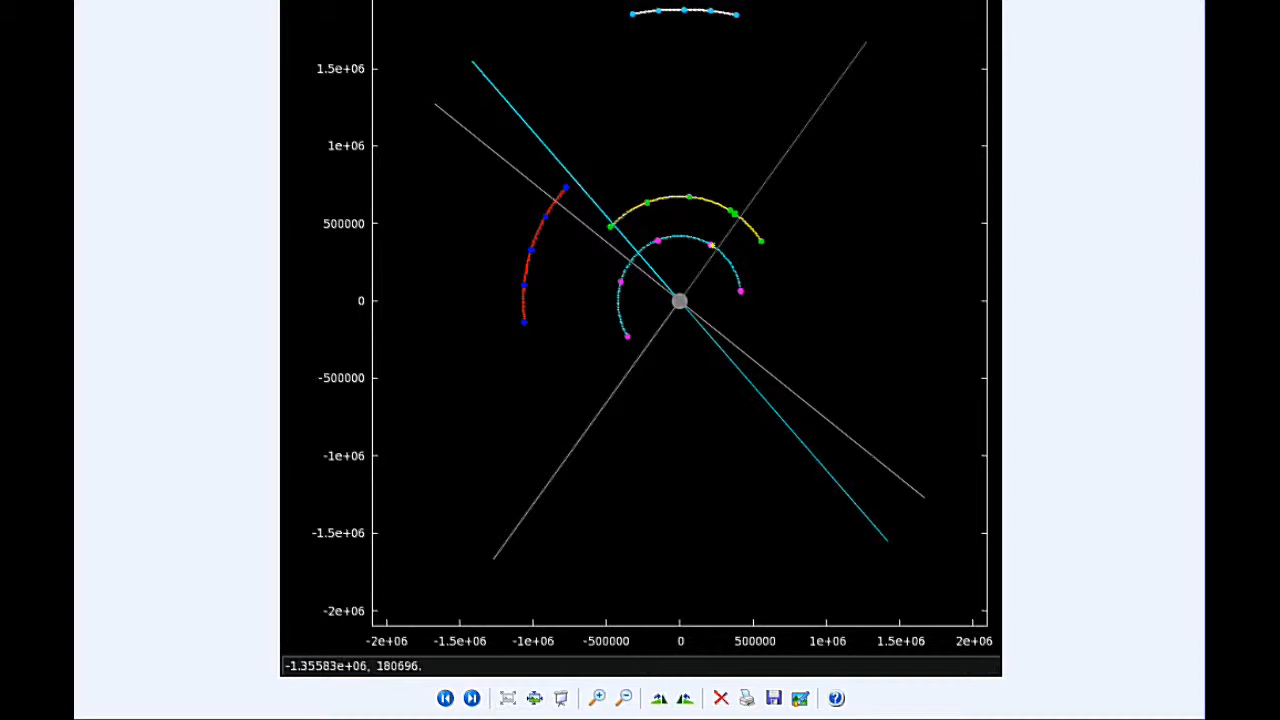 1.5e+06
1e+06
500000
0
-500000
-1e+06
-1.5e+06
-2e+06
-2e+06 -1.5e+06 -1e+06 -500000 0 500000 1e+06 1.5e+06 2e+06
-1.35583e+06, 180696.